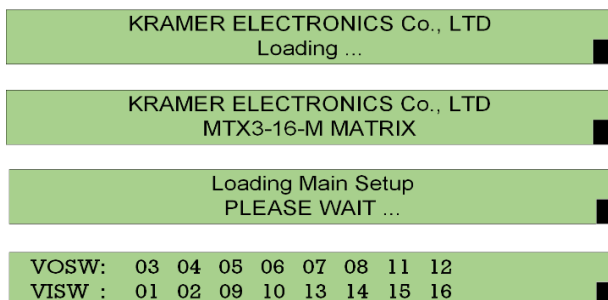 KRAMER ELECTRONICS Co., LTD
Loading ...
KRAMER ELECTRONICS Co., LTD
MTX3-16-M MATRIX
Loading Main Setup
PLEASE WAIT ...
VOSW: 03 04 05 06 07 08 11 12
VISW : 01 02 09 10 13 14 15 16